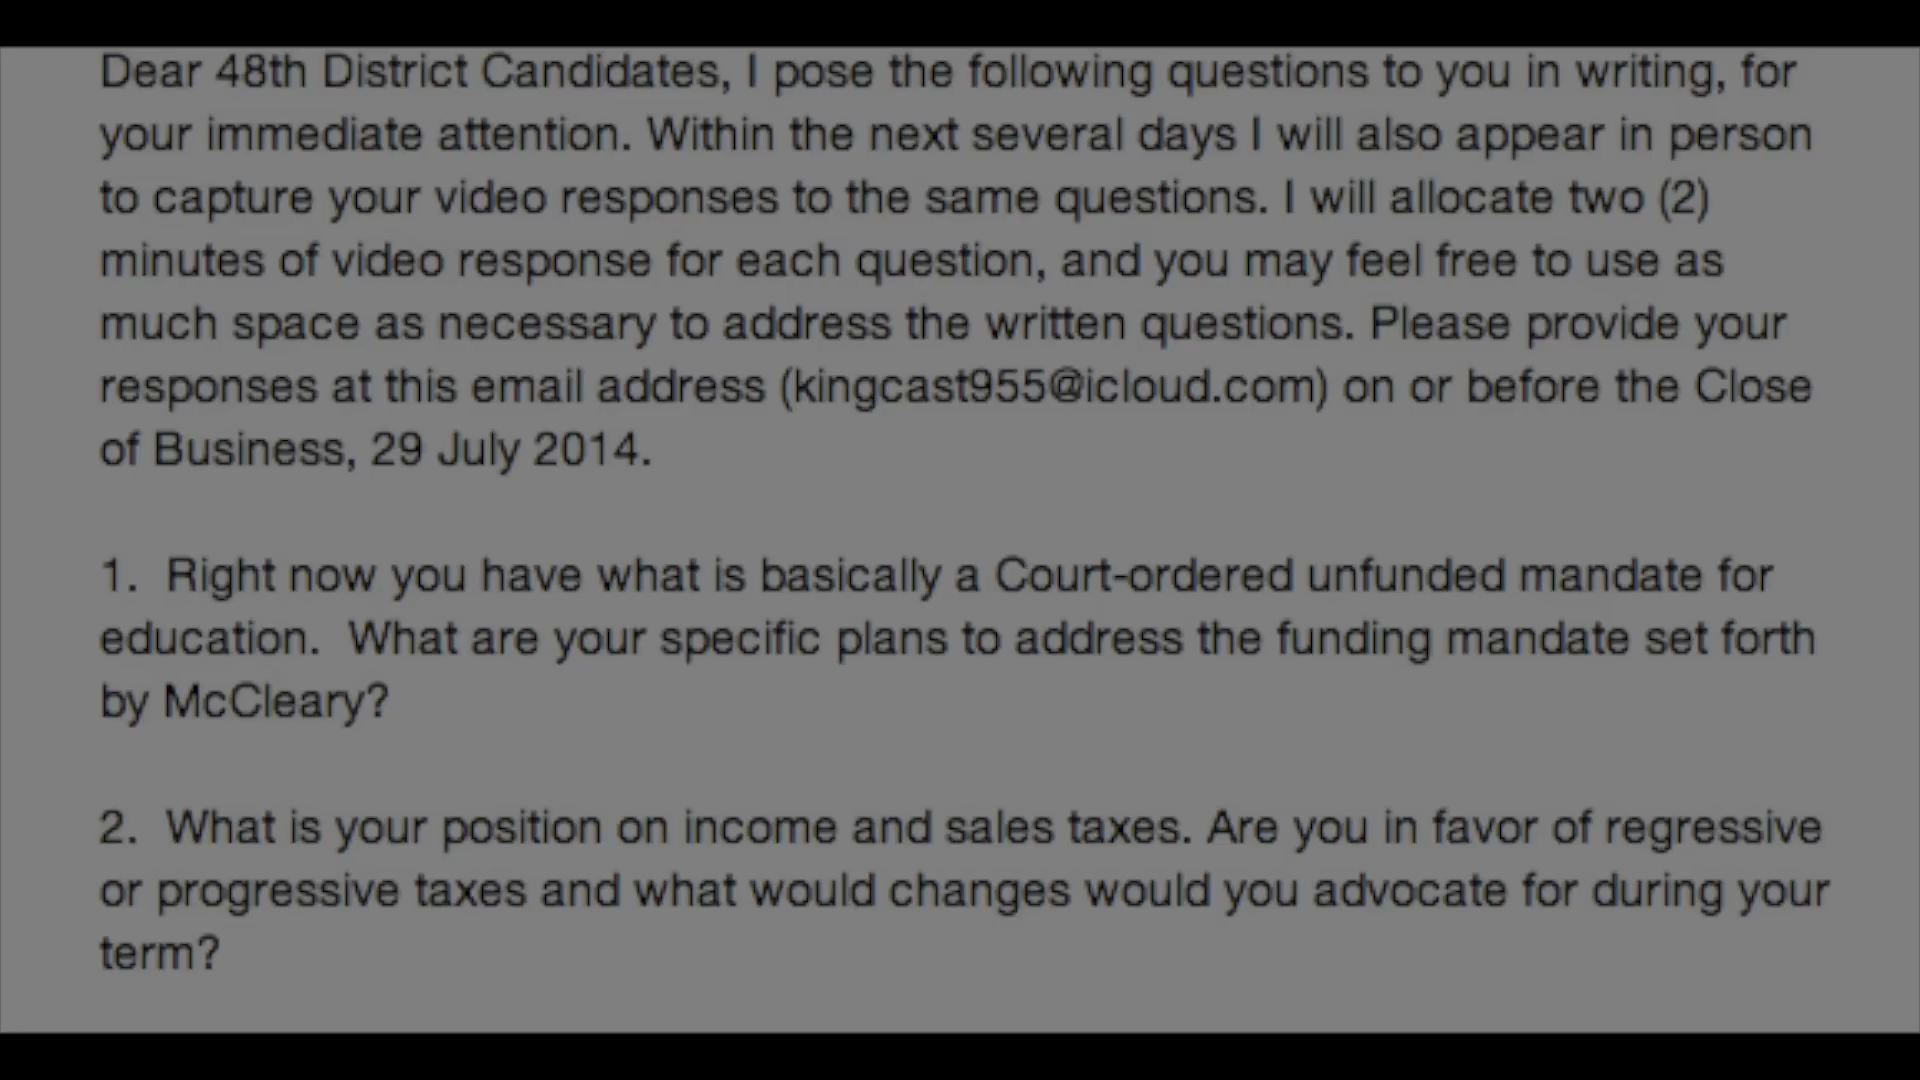 Dear 48th District Candidates, I pose the following questions to you in writing, for
your immediate attention. Within the next several days I will also appear in person
to capture your video responses to the same questions. I will allocate two (2)
minutes of video response for each question, and you may feel free to use as
much space as necessary to address the written questions. Please provide your
responses at this email address (kingcast955@icloud.com) on or before the Close
of Business, 29 July 2014.
1.  Right now you have what is basically a Court-ordered unfunded mandate for
education.  What are your specific plans to address the funding mandate set forth
by McCleary?
2.  What is your position on income and sales taxes. Are you in favor of regressive
or progressive taxes and what would changes would you advocate for during your
term?